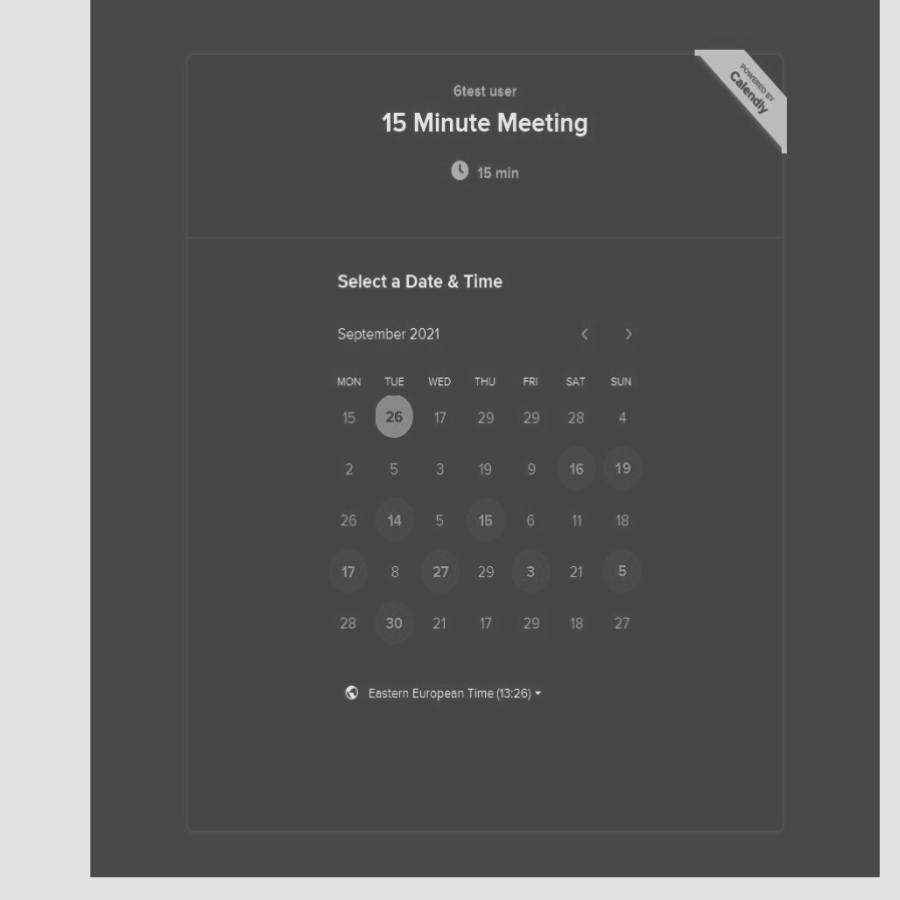 POWERED BY
Calendly
6test user
15 Minute Meeting
15 min
Select a Date & Time
September 2021
MON TUE WED THU FRI SAT SUN
15 26 17 29 29 28 4
2 5 3 19 9 16 19
26 14 5 15 6 11 18
17 8 27 29 3 21 5
28 30 21 17 29 18 27
Eastern European Time (13:26)